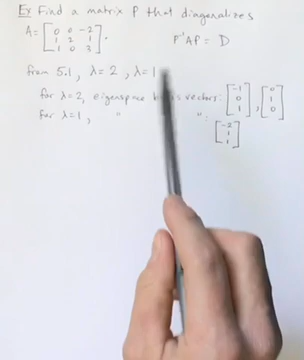 Ex Find a matrix P that diagonalizes
A = [0 0 -2
1 2 1
1 0 3]. P⁻¹AP = D
from 5.1, λ = 2, λ = 1
for λ = 2, eigenspace vectors: [-1 0 1], [0 1 0]
for λ = 1, " ": [-2 1 1]